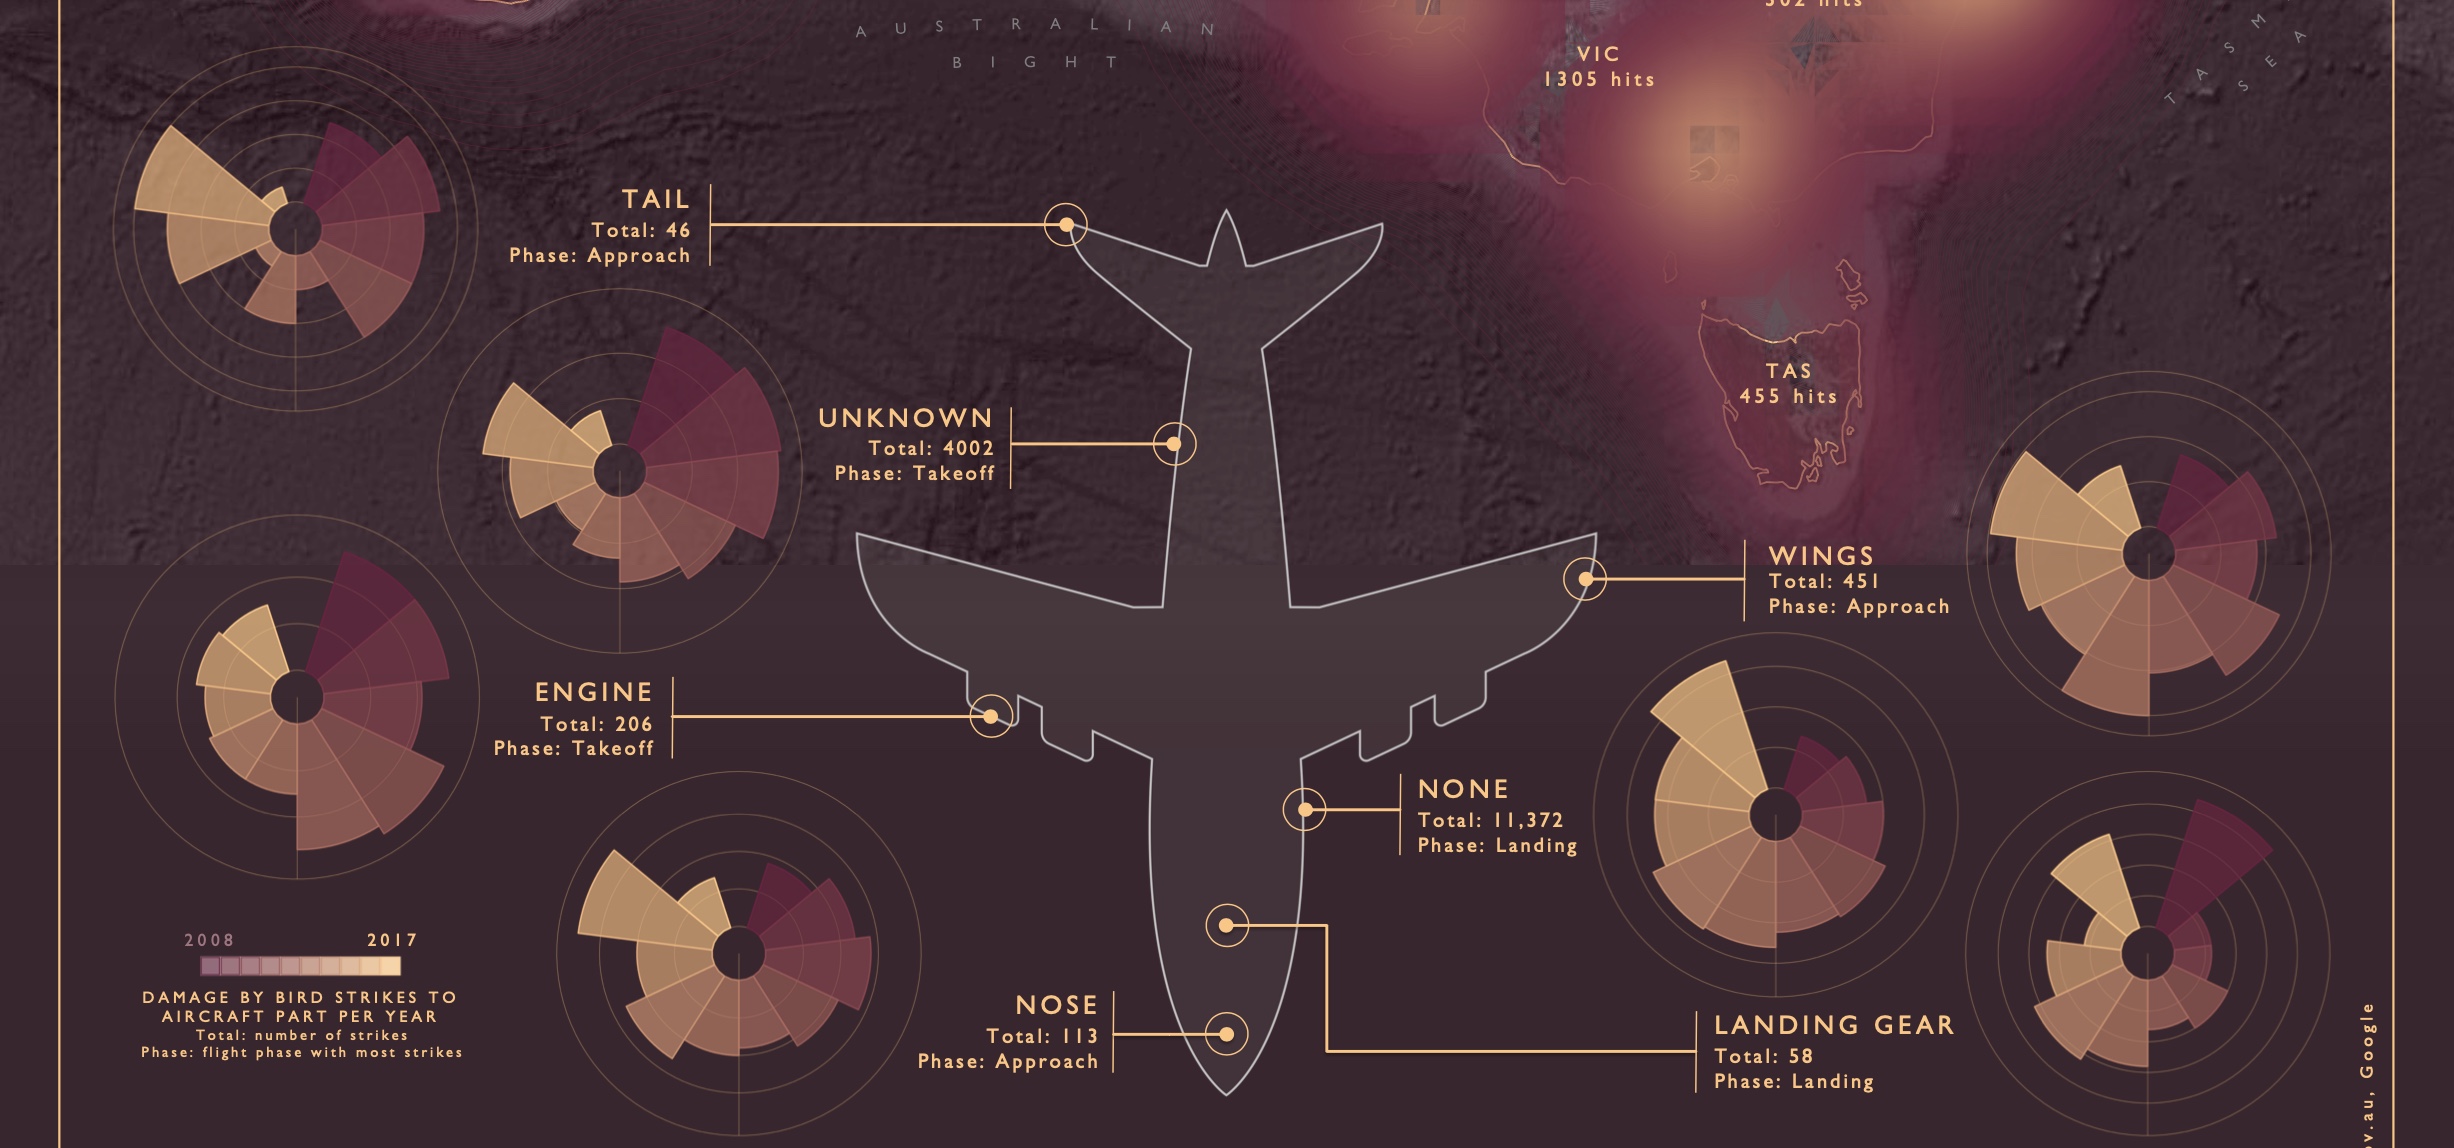 AUSTRALIAN
BIGHT
302 hits
VIC
1305 hits
TASM
SEA
TAIL
Total: 46
Phase: Approach
TAS
455 hits
UNKNOWN
Total: 4002
Phase: Takeoff
WINGS
Total: 451
Phase: Approach
ENGINE
Total: 206
Phase: Takeoff
NONE
Total: 11,372
Phase: Landing
2008
2017
DAMAGE BY BIRD STRIKES TO
AIRCRAFT PART PER YEAR
Total: number of strikes
Phase: flight phase with most strikes
NOSE
Total: 113
Phase: Approach
LANDING GEAR
Total: 58
Phase: Landing
ov.au, Google